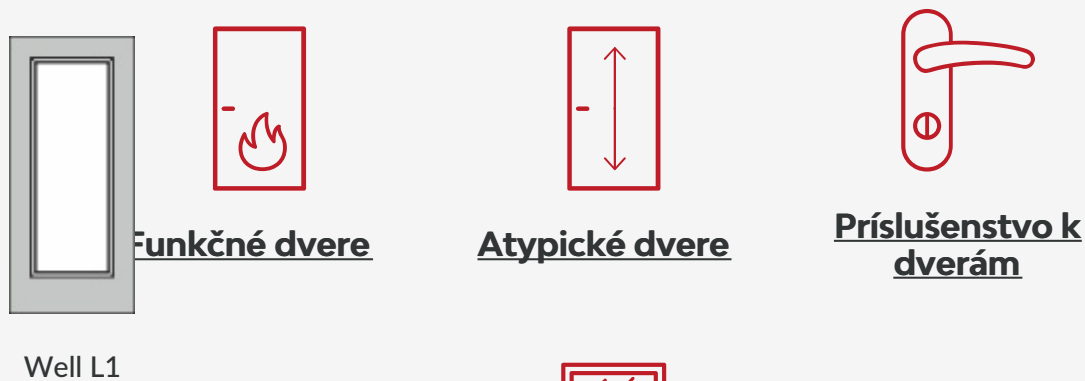 Funkčné dvere
Atypické dvere
Príslušenstvo k
dverám
Well L1